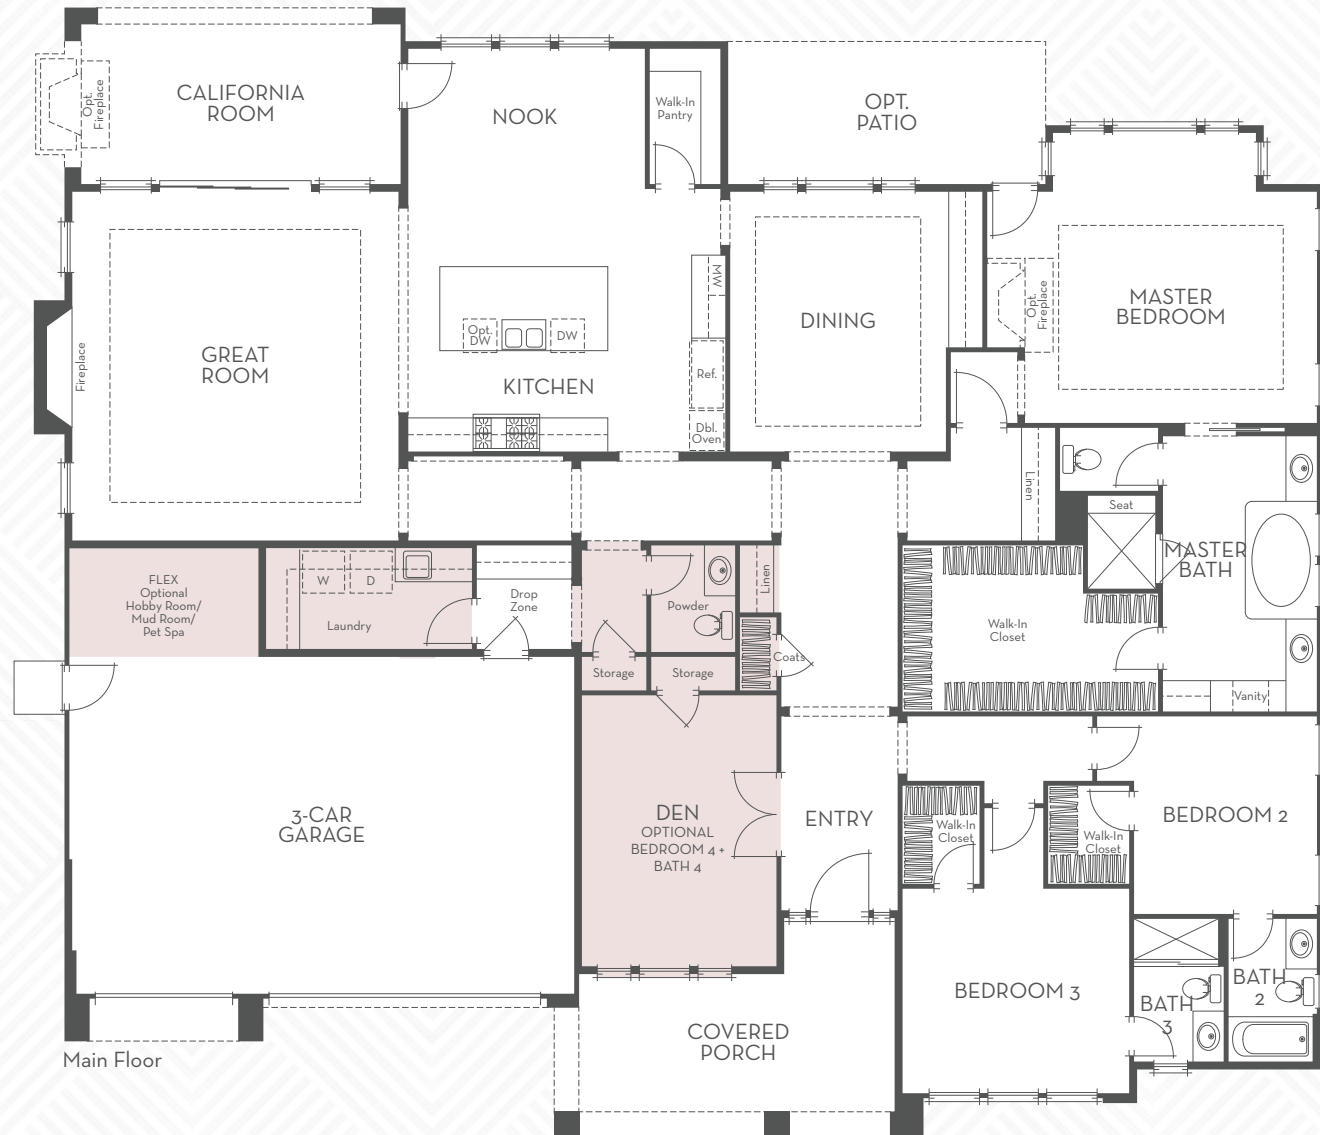 CALIFORNIA
ROOM
Opt.
Fireplace
NOOK
Walk-In
Pantry
OPT.
PATIO
GREAT
ROOM
Fireplace
Opt.
DW
DW
KITCHEN
MW
Ref.
Dbl.
Oven
DINING
Opt.
Fireplace
MASTER
BEDROOM
Linen
Seat
MASTER
BATH
Walk-In
Closet
Vanity
FLEX
Optional
Hobby Room/
Mud Room/
Pet Spa
W
D
Laundry
Drop
Zone
Powder
Linen
Storage
Storage
Coats
3-CAR
GARAGE
DEN
OPTIONAL
BEDROOM 4 +
BATH 4
ENTRY
Walk-In
Closet
Walk-In
Closet
BEDROOM 2
BEDROOM 3
BATH
3
BATH
2
COVERED
PORCH
Main Floor